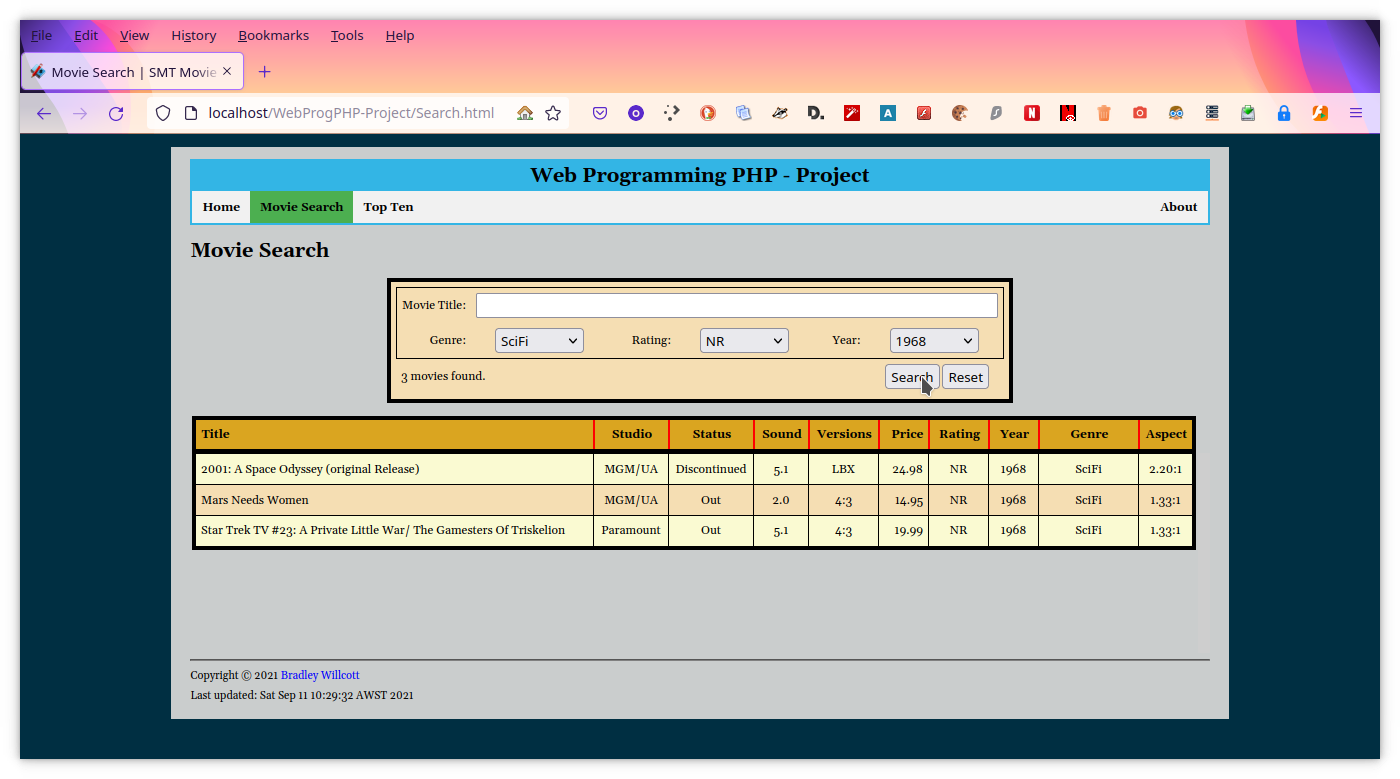 File Edit View History Bookmarks Tools Help
Movie Search | SMT Movie
localhost/WebProgPHP-Project/Search.html
Web Programming PHP - Project
Home Movie Search Top Ten About
Movie Search
Movie Title:
Genre: SciFi Rating: NR Year: 1968
3 movies found. Search Reset
Title Studio Status Sound Versions Price Rating Year Genre Aspect
2001: A Space Odyssey (original Release) MGM/UA Discontinued 5.1 LBX 24.98 NR 1968 SciFi 2.20:1
Mars Needs Women MGM/UA Out 2.0 4:3 14.95 NR 1968 SciFi 1.33:1
Star Trek TV #23: A Private Little War/ The Gamesters Of Triskelion Paramount Out 5.1 4:3 19.99 NR 1968 SciFi 1.33:1
Copyright © 2021 Bradley Willcott
Last updated: Sat Sep 11 10:29:32 AWST 2021